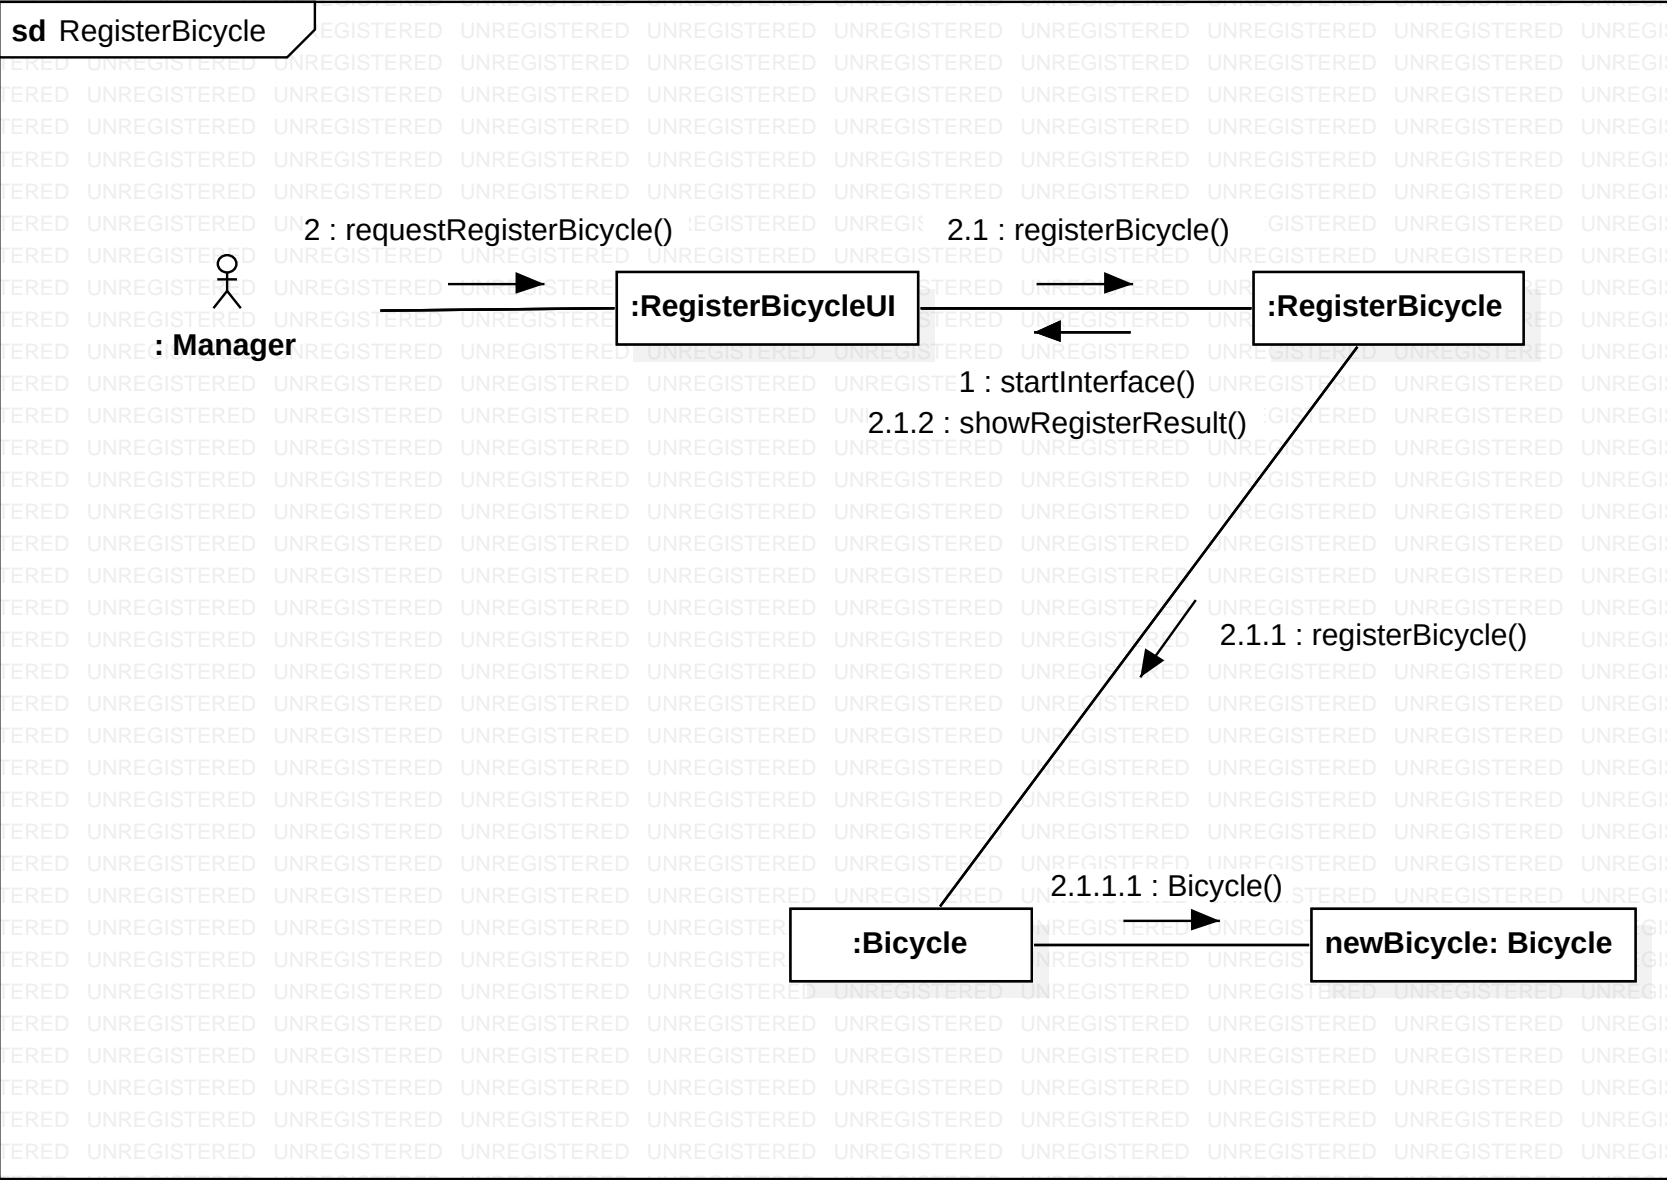 sd RegisterBicycle
2 : requestRegisterBicycle()
2.1 : registerBicycle()
:RegisterBicycleUI
:RegisterBicycle
: Manager
1 : startInterface()
2.1.2 : showRegisterResult()
2.1.1 : registerBicycle()
2.1.1.1 : Bicycle()
:Bicycle
newBicycle: Bicycle
UNREGISTERED